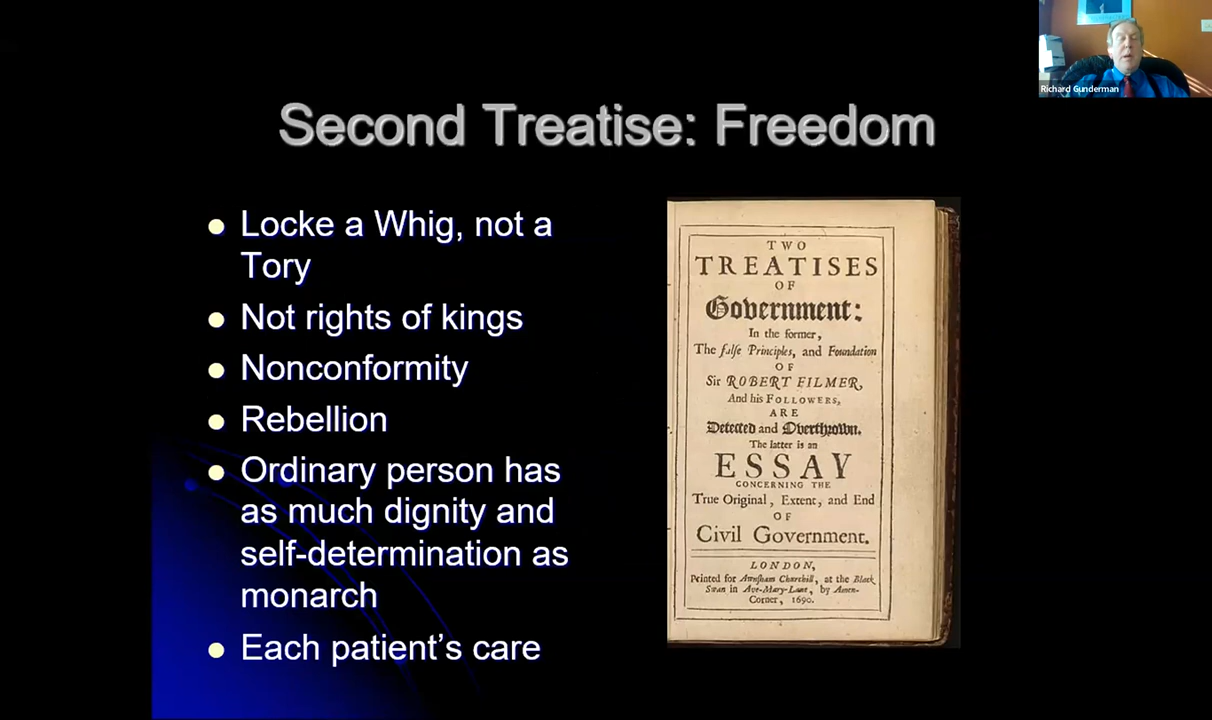 Richard Gunderman
Second Treatise: Freedom
Locke a Whig, not a
Tory
Not rights of kings
Nonconformity
Rebellion
Ordinary person has
as much dignity and
self-determination as
monarch
Each patient's care
TWO
TREATISES
OF
Government:
In the former,
The false Principles, and Foundation
OF
Sir ROBERT FILMER,
And his FOLLOWERS,
ARE
Detected and Overthrown.
The latter is an
ESSAY
CONCERNING THE
True Original, Extent, and End
OF
Civil Government.
LONDON,
Printed for Awnsham Churchill, at the Black
Swan in Ave-Mary-Lane, by Amen-
Corner, 1690.